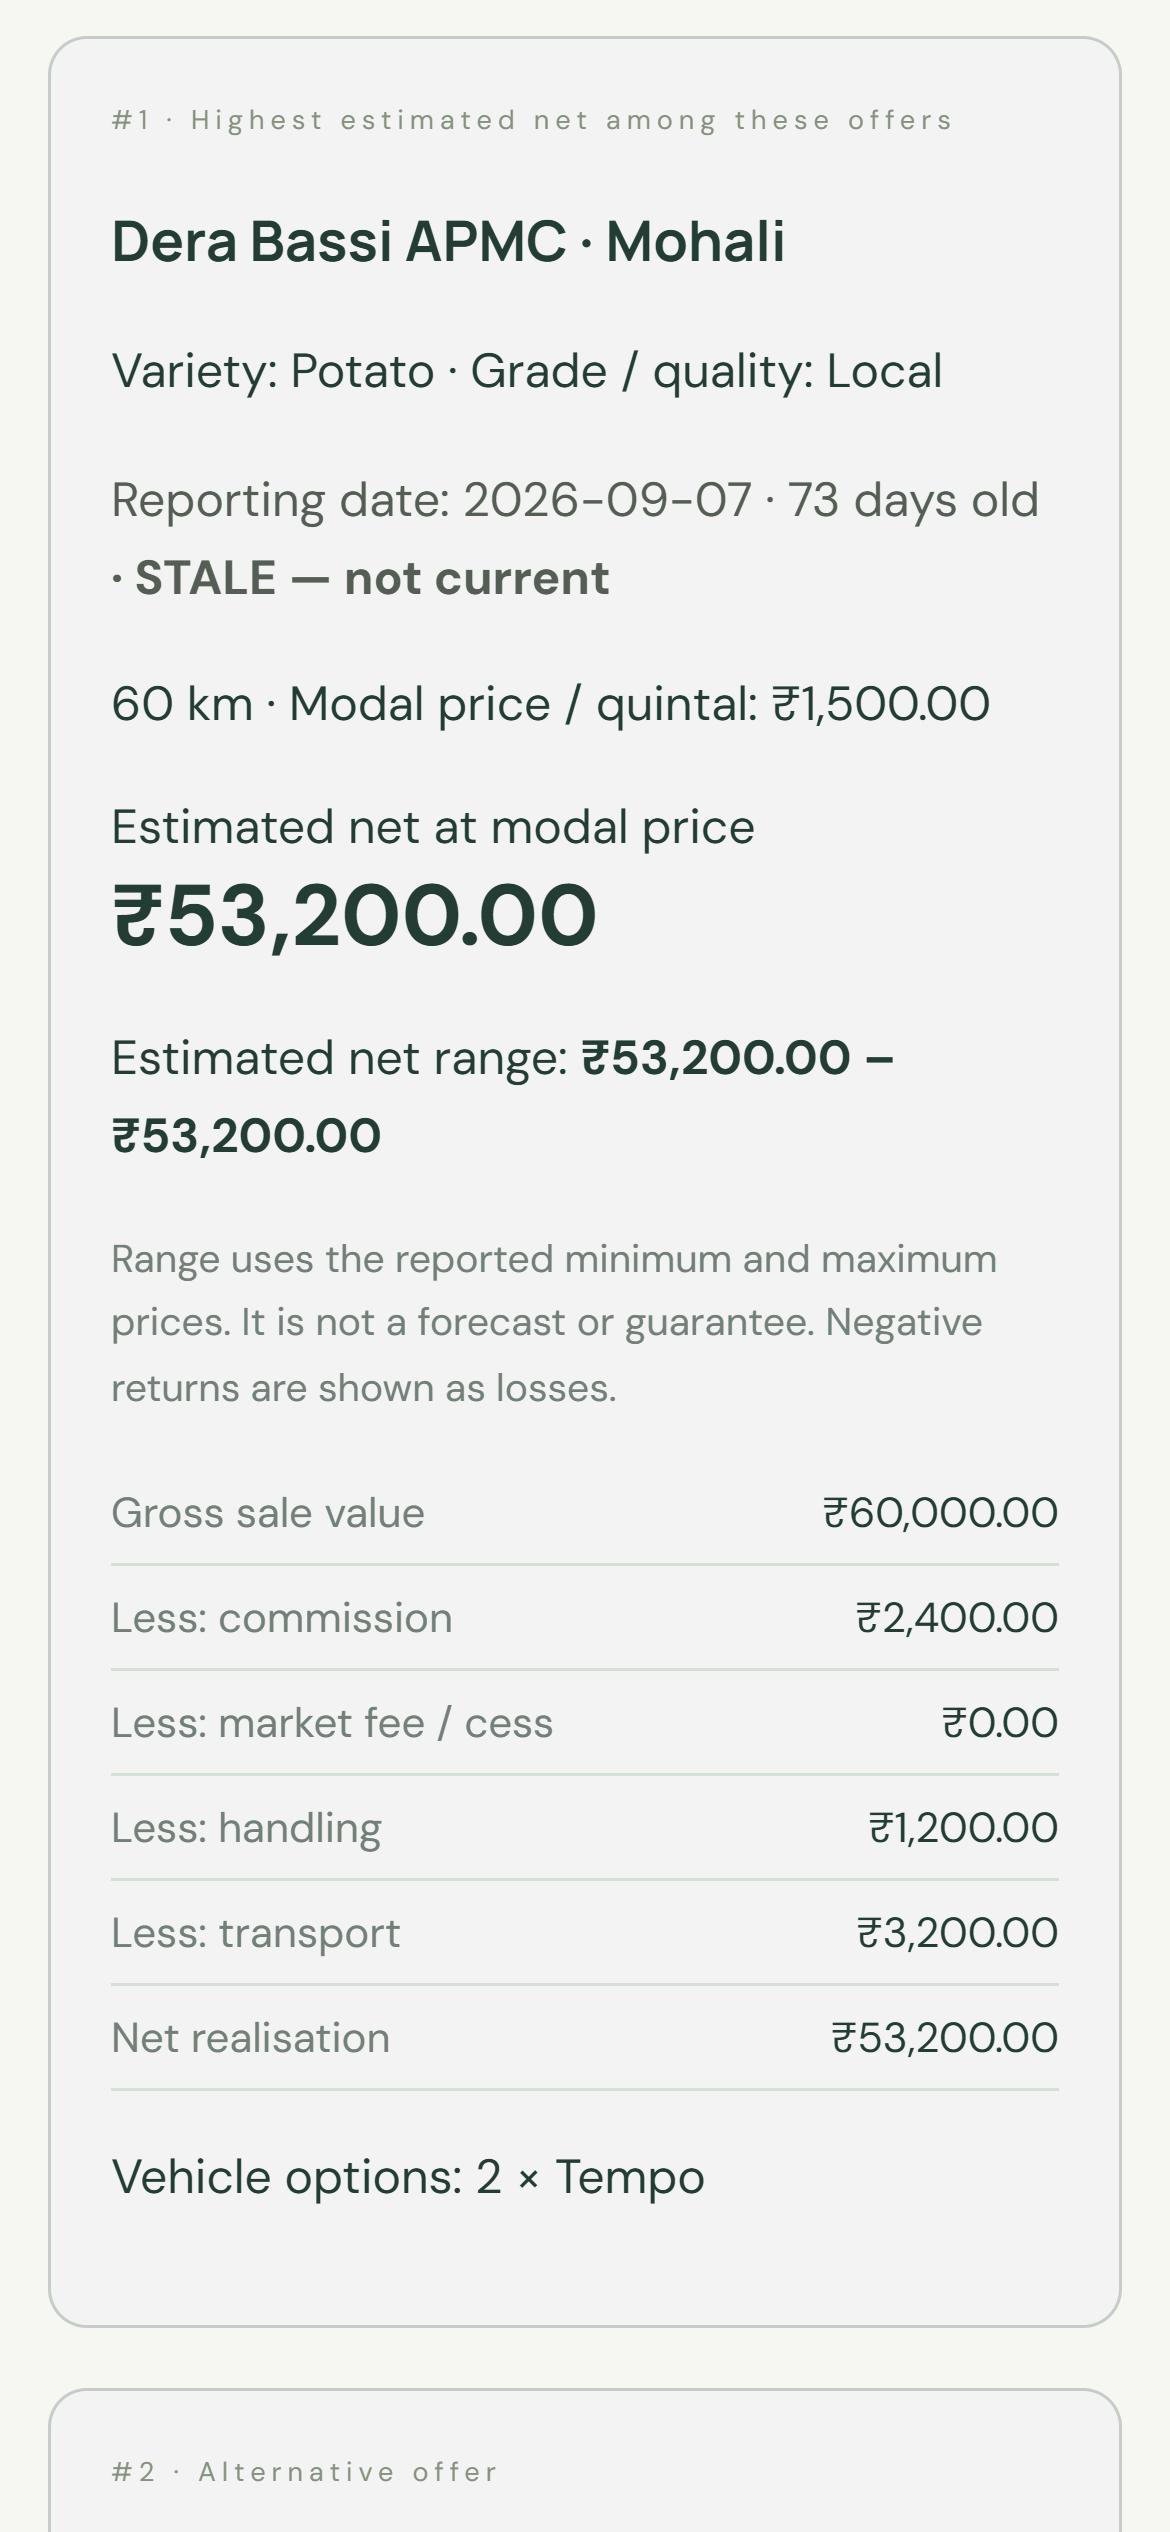 #1 · Highest estimated net among these offers
Dera Bassi APMC · Mohali
Variety: Potato · Grade / quality: Local
Reporting date: 2026-09-07 · 73 days old
· STALE — not current
60 km · Modal price / quintal: ₹1,500.00
Estimated net at modal price
₹53,200.00
Estimated net range: ₹53,200.00 –
₹53,200.00
Range uses the reported minimum and maximum
prices. It is not a forecast or guarantee. Negative
returns are shown as losses.
Gross sale value ₹60,000.00
Less: commission ₹2,400.00
Less: market fee / cess ₹0.00
Less: handling ₹1,200.00
Less: transport ₹3,200.00
Net realisation ₹53,200.00
Vehicle options: 2 × Tempo
#2 · Alternative offer